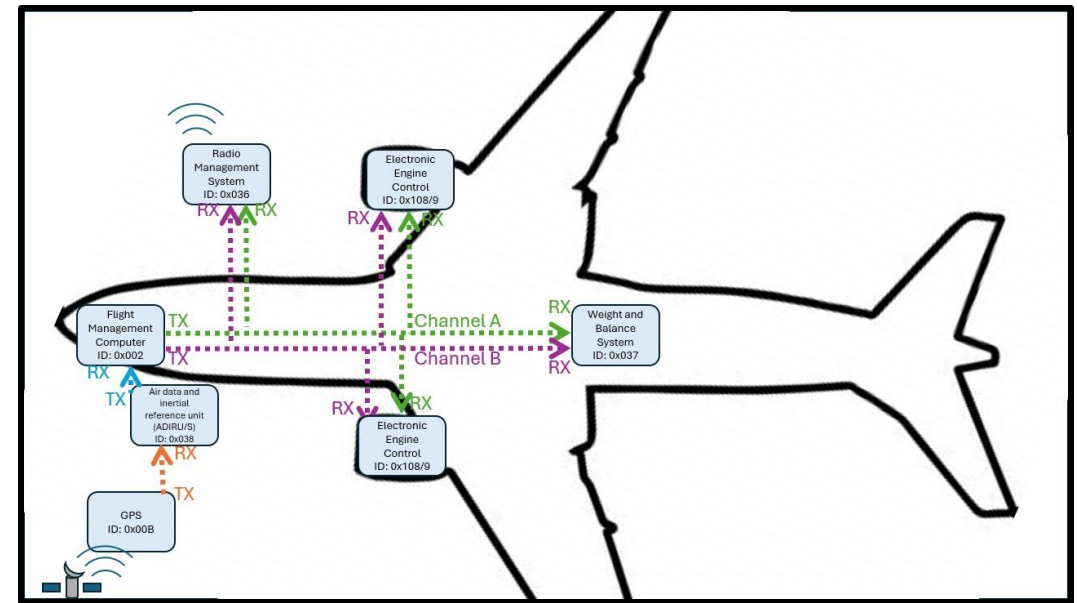 Radio
Management
System
ID: 0x036
RX
RX
Electronic
Engine
Control
ID: 0x108/9
RX
RX
Flight
Management
Computer
ID: 0x002
TX
TX
Channel A
Channel B
RX
RX
Weight and
Balance
System
ID: 0x037
RX
TX
Air data and
inertial
reference unit
(ADIRU/S)
ID: 0x038
RX
TX
RX
RX
Electronic
Engine
Control
ID: 0x108/9
GPS
ID: 0x00B